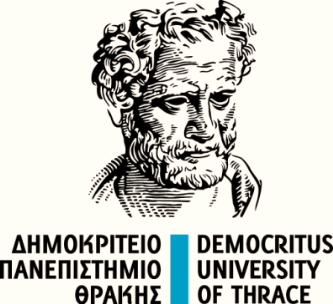 ΔΗΜΟΚΡΙΤΕΙΟ
ΠΑΝΕΠΙΣΤΗΜΙΟ
ΘΡΑΚΗΣ
DEMOCRITUS
UNIVERSITY
OF THRACE